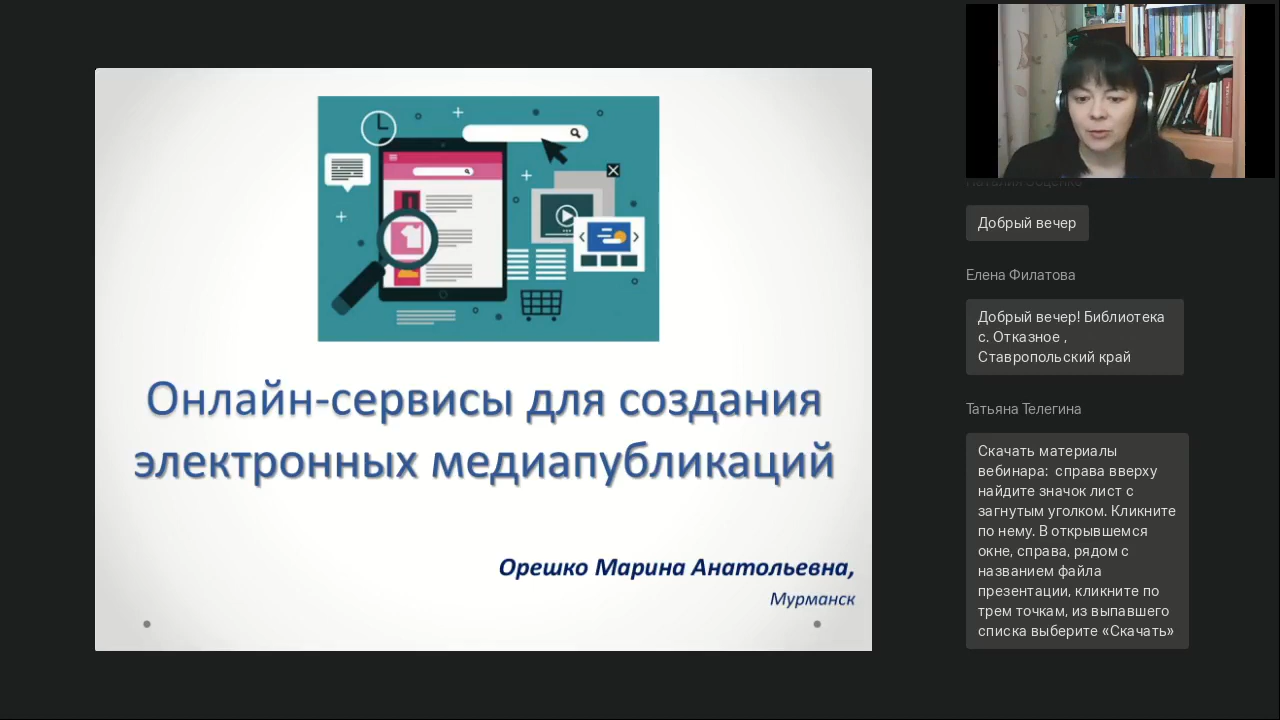 Онлайн-сервисы для создания
электронных медиапубликаций
Орешко Марина Анатольевна,
Мурманск
Добрый вечер
Елена Филатова
Добрый вечер! Библиотека
с. Отказное ,
Ставропольский край
Татьяна Телегина
Скачать материалы
вебинара:  справа вверху
найдите значок лист с
загнутым уголком. Кликните
по нему. В открывшемся
окне, справа, рядом с
названием файла
презентации, кликните по
трем точкам, из выпавшего
списка выберите «Скачать»